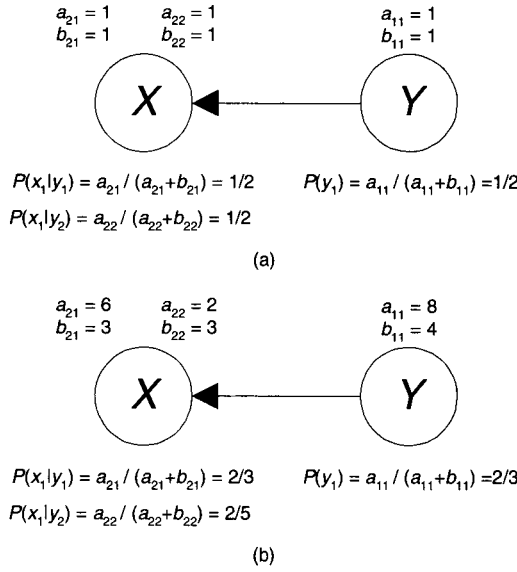 a₂₁ = 1 a₂₂ = 1 a₁₁ = 1
b₂₁ = 1 b₂₂ = 1 b₁₁ = 1
X Y
P(x₁|y₁) = a₂₁ / (a₂₁+b₂₁) = 1/2 P(y₁) = a₁₁ / (a₁₁+b₁₁) =1/2
P(x₁|y₂) = a₂₂ / (a₂₂+b₂₂) = 1/2
(a)
a₂₁ = 6 a₂₂ = 2 a₁₁ = 8
b₂₁ = 3 b₂₂ = 3 b₁₁ = 4
X Y
P(x₁|y₁) = a₂₁ / (a₂₁+b₂₁) = 2/3 P(y₁) = a₁₁ / (a₁₁+b₁₁) =2/3
P(x₁|y₂) = a₂₂ / (a₂₂+b₂₂) = 2/5
(b)